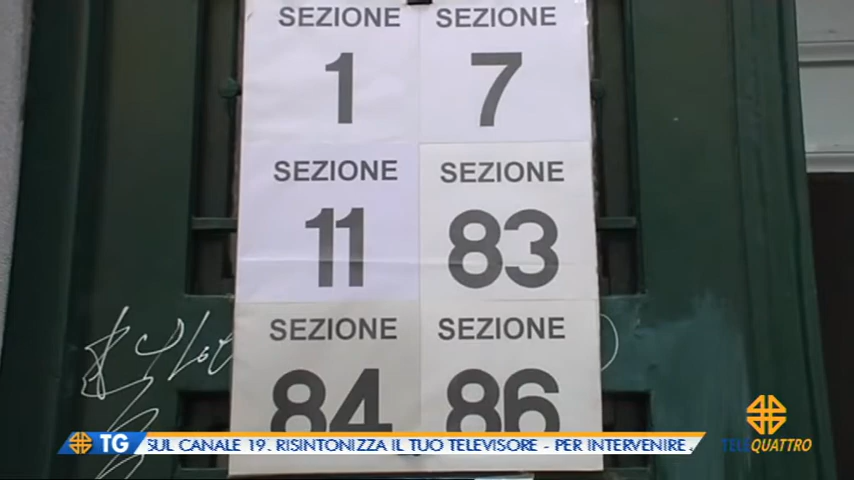 SEZIONE SEZIONE
1 7
SEZIONE SEZIONE
11 83
SEZIONE SEZIONE
84 86
TG SUL CANALE 19. RISINTONIZZA IL TUO TELEVISORE - PER INTERVENIRE
TELEQUATTRO